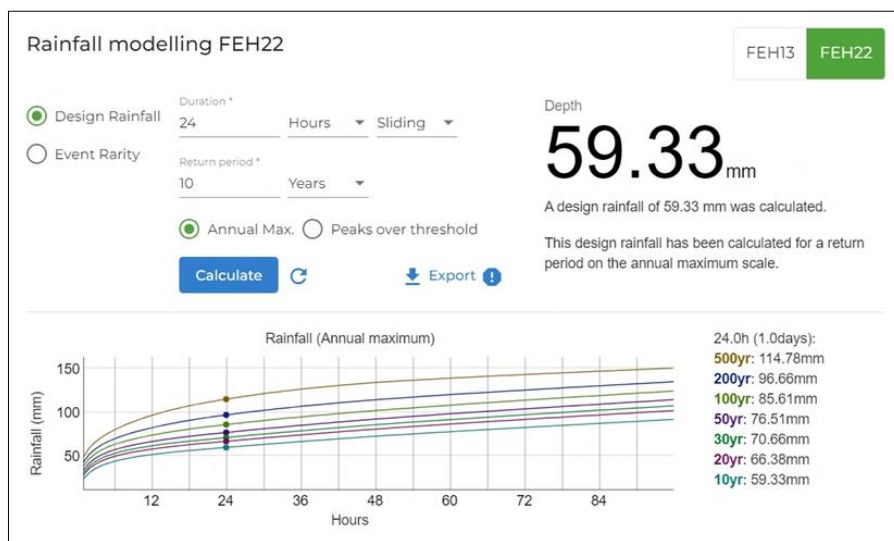 Rainfall modelling FEH22
FEH13 FEH22
Design Rainfall
Event Rarity
Duration *
24 Hours Sliding
Return period *
10 Years
Annual Max. Peaks over threshold
Calculate Export
Depth
59.33 mm
A design rainfall of 59.33 mm was calculated.
This design rainfall has been calculated for a return
period on the annual maximum scale.
Rainfall (Annual maximum)
Rainfall (mm)
150
100
50
12 24 36 48 60 72 84
Hours
24.0h (1.0days):
500yr: 114.78mm
200yr: 96.66mm
100yr: 85.61mm
50yr: 76.51mm
30yr: 70.66mm
20yr: 66.38mm
10yr: 59.33mm